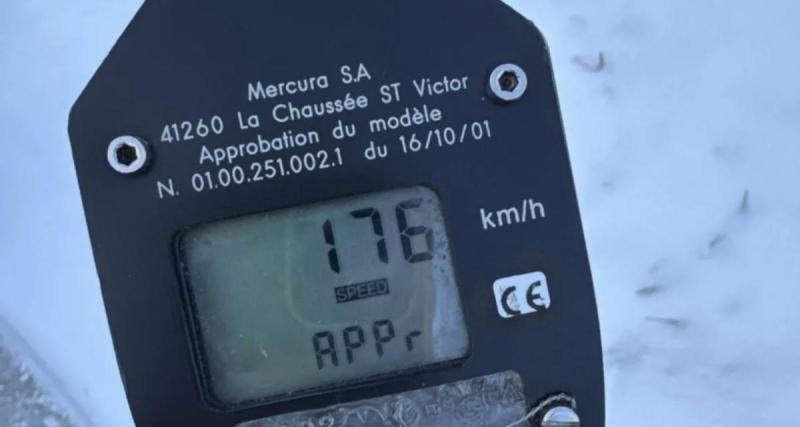 Mercura S.A
41260 La Chaussée ST Victor
Approbation du modèle
N. 01.00.251.002.1 du 16/10/01
176 km/h
SPEED
CE
APPr